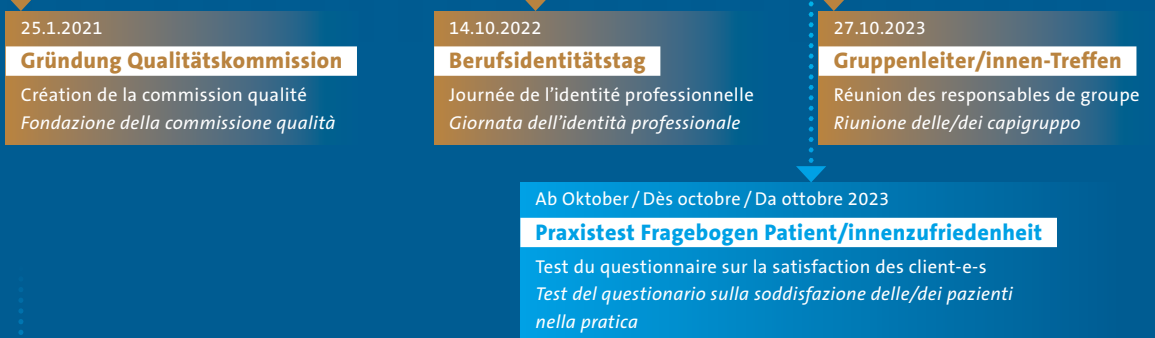 25.1.2021
Gründung Qualitätskommission
Création de la commission qualité
Fondazione della commissione qualità
14.10.2022
Berufsidentitätstag
Journée de l'identité professionnelle
Giornata dell'identità professionale
27.10.2023
Gruppenleiter/innen-Treffen
Réunion des responsables de groupe
Riunione delle/dei capigruppo
Ab Oktober / Dès octobre / Da ottobre 2023
Praxistest Fragebogen Patient/innenzufriedenheit
Test du questionnaire sur la satisfaction des client-e-s
Test del questionario sulla soddisfazione delle/dei pazienti
nella pratica